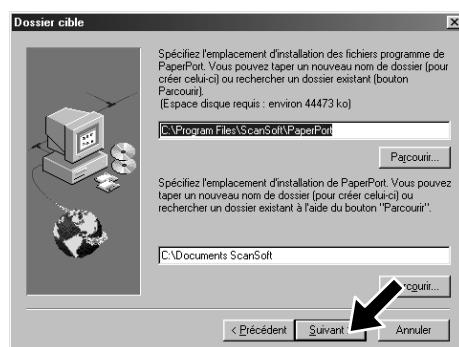 Dossier cible
Spécifiez l'emplacement d'installation des fichiers programme de
PaperPort. Vous pouvez taper un nouveau nom de dossier (pour
créer celui-ci) ou rechercher un dossier existant (bouton
Parcourir).
(Espace disque requis : environ 44473 ko)
C:\Program Files\ScanSoft\PaperPort
Parcourir...
Spécifiez l'emplacement d'installation de PaperPort. Vous pouvez
taper un nouveau nom de dossier (pour créer celui-ci) ou
rechercher un dossier existant à l'aide du bouton "Parcourir".
C:\Documents ScanSoft
rcourir...
< Précédent Suivant Annuler